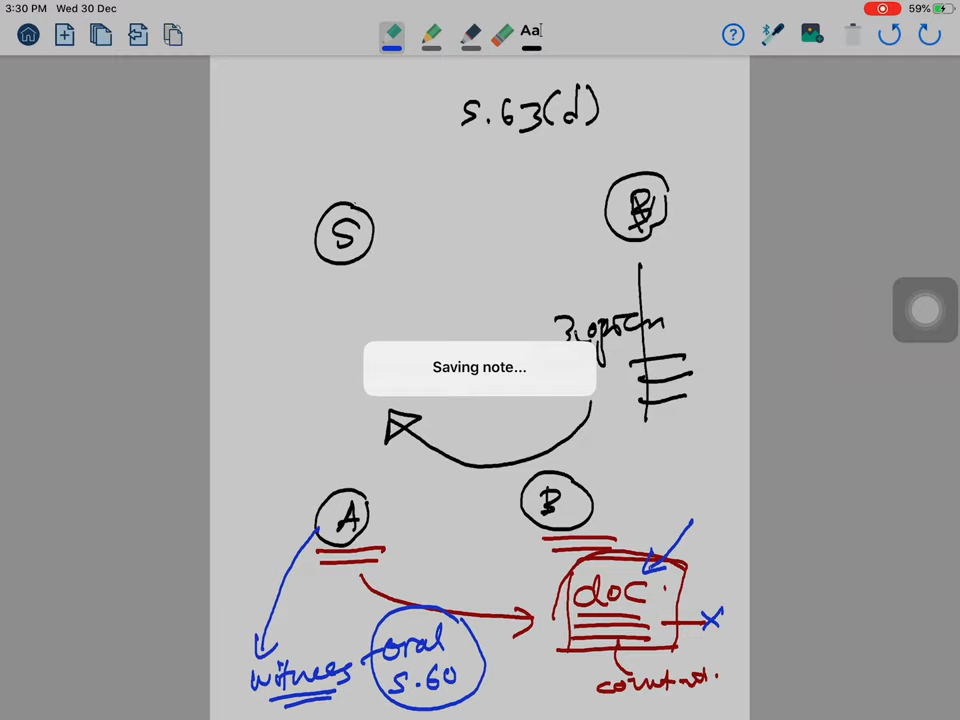 3:30 PM Wed 30 Dec
59%
Aa
?
S.63(d)
S
B
Saving note...
A
B
doc.
oral
witness
S.60